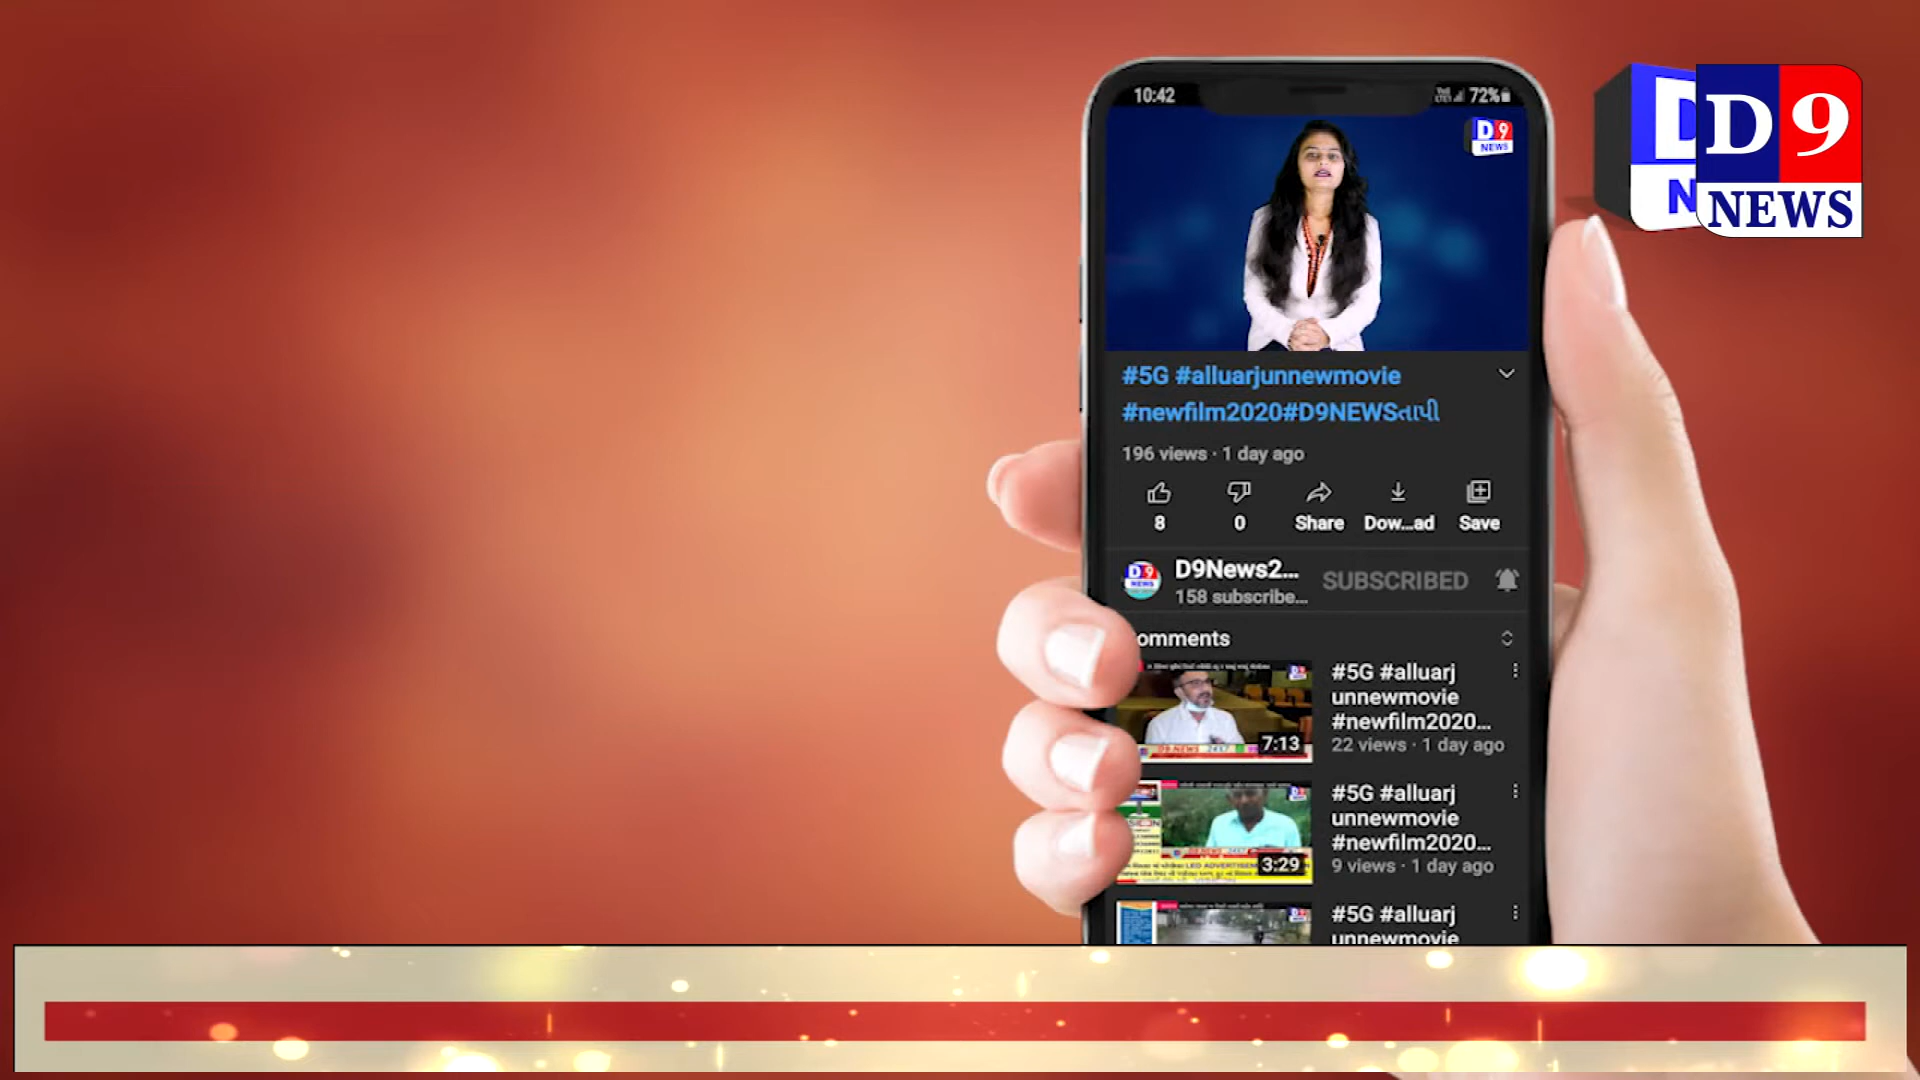 10:42
72%
D 9
NEWS
D 9
NEWS
#5G #alluarjunnewmovie
#newfilm2020#D9NEWSતાપી
196 views · 1 day ago
8
0
Share
Dow...ad
Save
D9News2...
158 subscribe...
SUBSCRIBED
omments
#5G #alluarj
unnewmovie
#newfilm2020...
22 views · 1 day ago
7:13
#5G #alluarj
unnewmovie
#newfilm2020...
9 views · 1 day ago
3:29
#5G #alluarj
unnewmovie